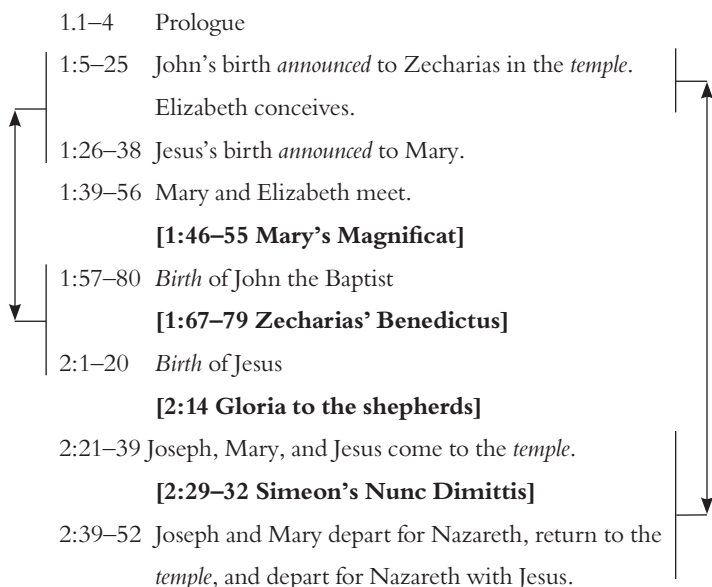 1.1–4 Prologue
1:5–25 John’s birth announced to Zecharias in the temple.
Elizabeth conceives.
1:26–38 Jesus’s birth announced to Mary.
1:39–56 Mary and Elizabeth meet.
[1:46–55 Mary’s Magnificat]
1:57–80 Birth of John the Baptist
[1:67–79 Zecharias’ Benedictus]
2:1–20 Birth of Jesus
[2:14 Gloria to the shepherds]
2:21–39 Joseph, Mary, and Jesus come to the temple.
[2:29–32 Simeon’s Nunc Dimittis]
2:39–52 Joseph and Mary depart for Nazareth, return to the
temple, and depart for Nazareth with Jesus.